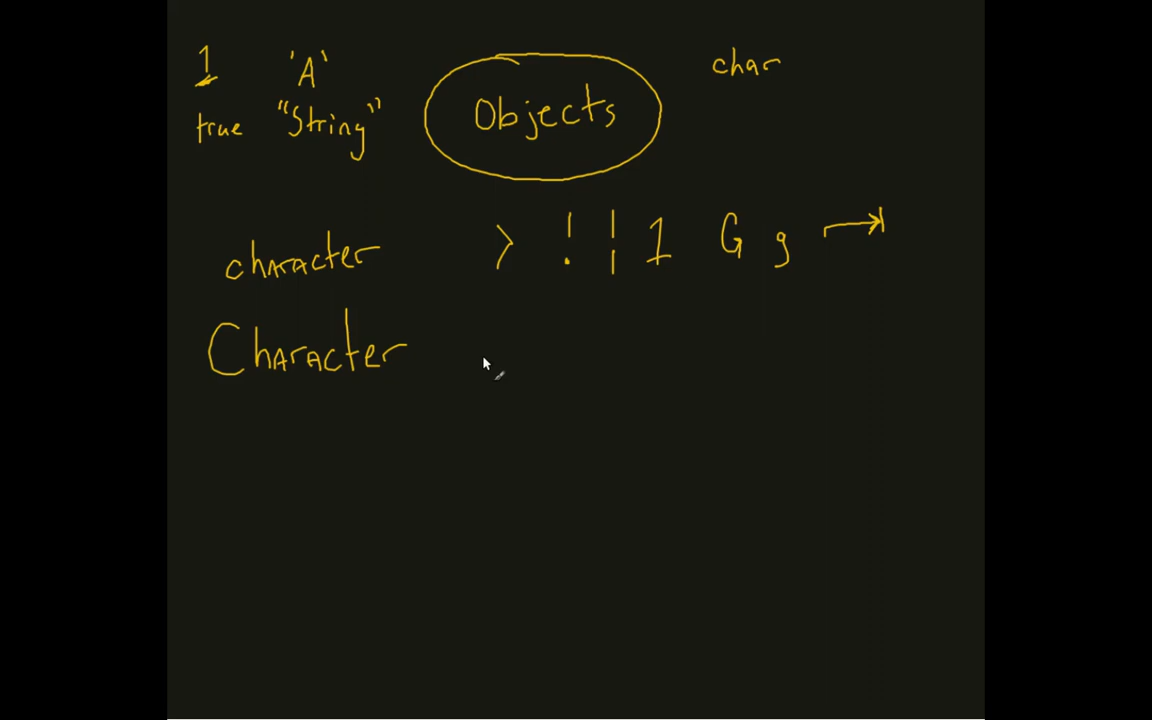 1 'A' Objects char
true "String"
character > ! ¦ 1 G g
Character